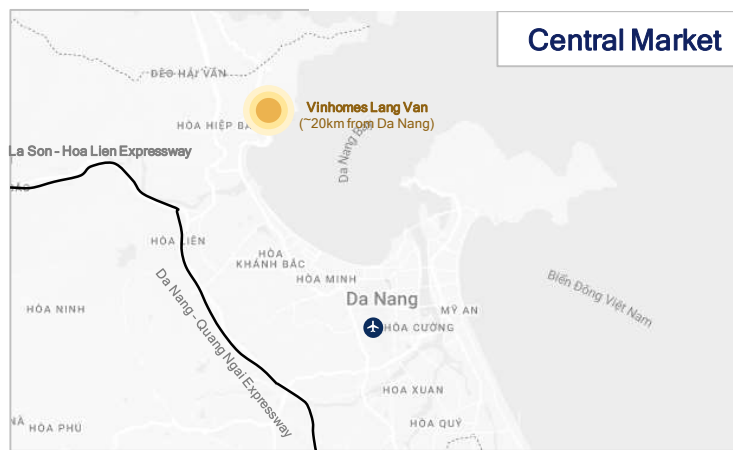 Central Market
ĐÈO HẢI VÂN
Vinhomes Lang Van
(~20km from Da Nang)
HÒA HIỆP BẮ
Da Nang Bay
La Son - Hoa Lien Expressway
HÒA LIÊN
HÒA
KHÁNH BẮC
HÒA MINH
Da Nang
Biển Đông Việt Nam
HÒA NINH
Da Nang - Quang Ngai Expressway
MỸ AN
HÒA CƯỜNG
HOA XUAN
HÒA QUÝ
HÒA PHÚ